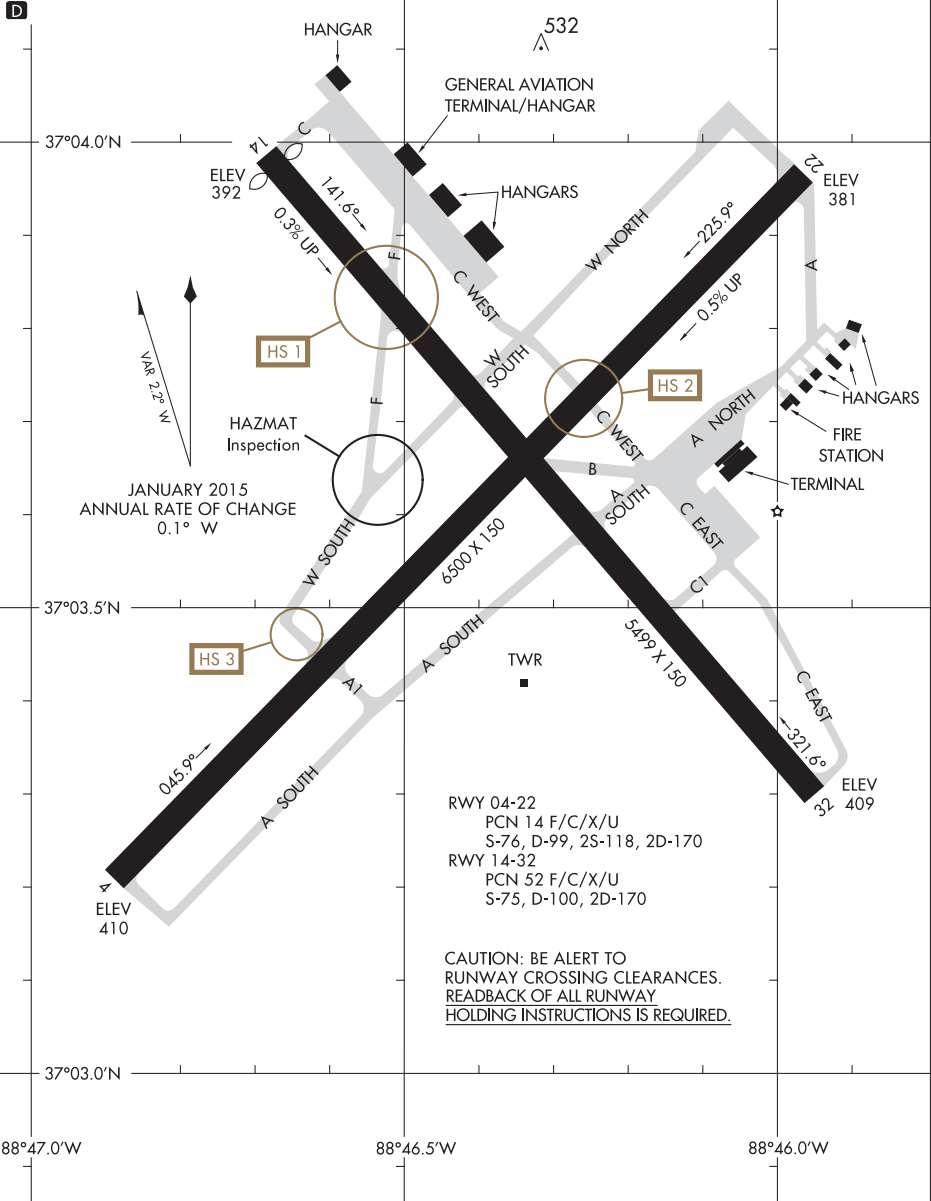 D
532
HANGAR
GENERAL AVIATION
TERMINAL/HANGAR
37°04.0'N
14
C
22
ELEV
392
ELEV
381
141.6°
0.3% UP
HANGARS
225.9°
0.5% UP
W NORTH
A
F
C WEST
HS 1
W
SOUTH
VAR 2.2° W
HS 2
HANGARS
F
HAZMAT
Inspection
C WEST
A NORTH
FIRE
STATION
B
TERMINAL
JANUARY 2015
ANNUAL RATE OF CHANGE
0.1° W
A
SOUTH
C EAST
W SOUTH
6500 X 150
C1
37°03.5'N
HS 3
A SOUTH
5499 X 150
TWR
A1
C EAST
045.9°
321.6°
A SOUTH
ELEV
409
32
RWY 04-22
PCN 14 F/C/X/U
S-76, D-99, 2S-118, 2D-170
RWY 14-32
PCN 52 F/C/X/U
S-75, D-100, 2D-170
4
ELEV
410
CAUTION: BE ALERT TO
RUNWAY CROSSING CLEARANCES.
READBACK OF ALL RUNWAY
HOLDING INSTRUCTIONS IS REQUIRED.
37°03.0'N
88°47.0'W
88°46.5'W
88°46.0'W